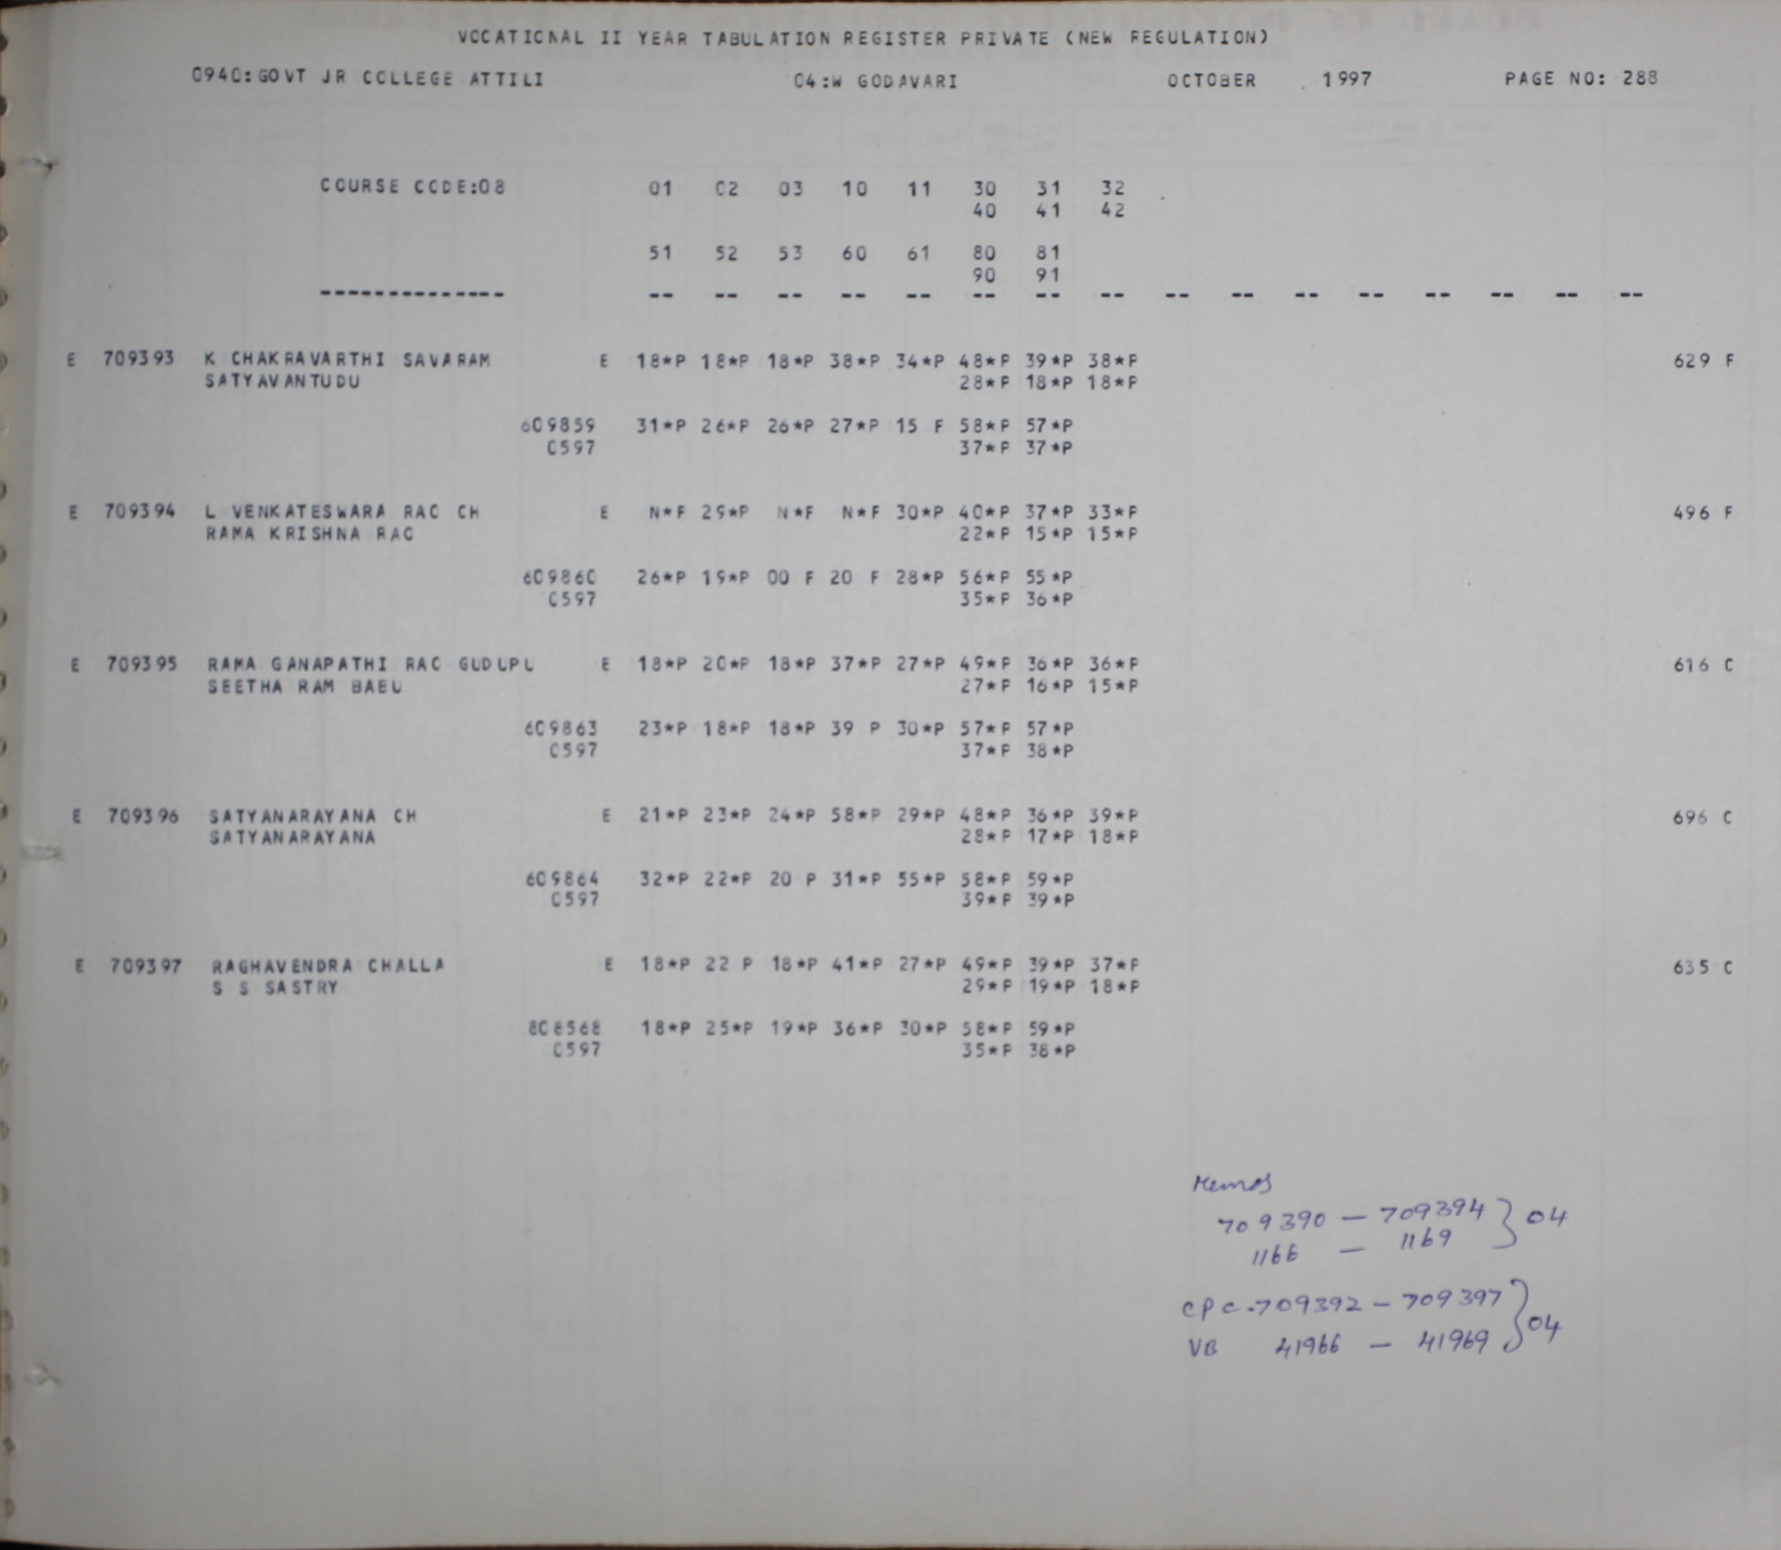 VOCATIONAL II YEAR TABULATION REGISTER PRIVATE (NEW REGULATION)
0940:GOVT JR COLLEGE ATTILI 04:W GODAVARI OCTOBER 1997 PAGE NO: 288
COURSE CODE:08 01 02 03 10 11 30 31 32
40 41 42
51 52 53 60 61 80 81
90 91
-------------- -- -- -- -- -- -- -- -- -- -- -- -- -- -- -- --
E 709393 K CHAKRAVARTHI SAVARAM E 18*P 18*P 18*P 38*P 34*P 48*P 39*P 38*P 629 F
SATYAVANTUDU 28*P 18*P 18*P
609859 31*P 26*P 26*P 27*P 15 F 58*P 57*P
0597 37*P 37*P
E 709394 L VENKATESWARA RAO CH E N*F 29*P N*F N*F 30*P 40*P 37*P 33*P 496 F
RAMA KRISHNA RAO 22*P 15*P 15*P
609860 26*P 19*P 00 F 20 F 28*P 56*P 55*P
0597 35*P 36*P
E 709395 RAMA GANAPATHI RAO GUDUPU E 18*P 20*P 18*P 37*P 27*P 49*P 36*P 36*P 616 C
SEETHA RAM BABU 27*P 16*P 15*P
609863 23*P 18*P 18*P 39 P 30*P 57*P 57*P
0597 37*P 38*P
E 709396 SATYANARAYANA CH E 21*P 23*P 24*P 58*P 29*P 48*P 36*P 39*P 696 C
SATYANARAYANA 28*P 17*P 18*P
609864 32*P 22*P 20 P 31*P 55*P 58*P 59*P
0597 39*P 39*P
E 709397 RAGHAVENDRA CHALLA E 18*P 22 P 18*P 41*P 27*P 49*P 39*P 37*P 635 C
S S SASTRY 29*P 19*P 18*P
808568 18*P 25*P 19*P 36*P 30*P 58*P 59*P
0597 35*P 38*P
Memos
709390 — 709394 } 04
1166 — 1169
CPC - 709392 - 709397 } 04
VB 41966 - 41969